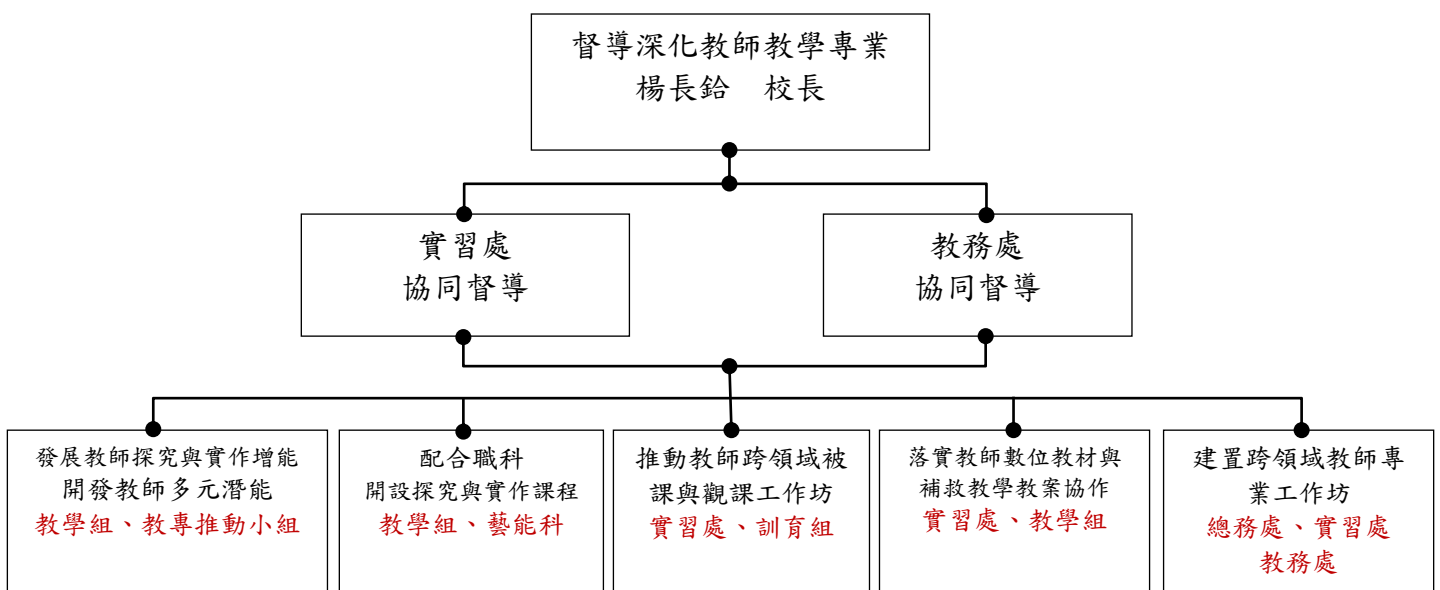 督導深化教師教學專業
楊長鉿　校長
實習處
協同督導
教務處
協同督導
發展教師探究與實作增能
開發教師多元潛能
教學組、教專推動小組
配合職科
開設探究與實作課程
教學組、藝能科
推動教師跨領域被
課與觀課工作坊
實習處、訓育組
落實教師數位教材與
補救教學教案協作
實習處、教學組
建置跨領域教師專
業工作坊
總務處、實習處
教務處